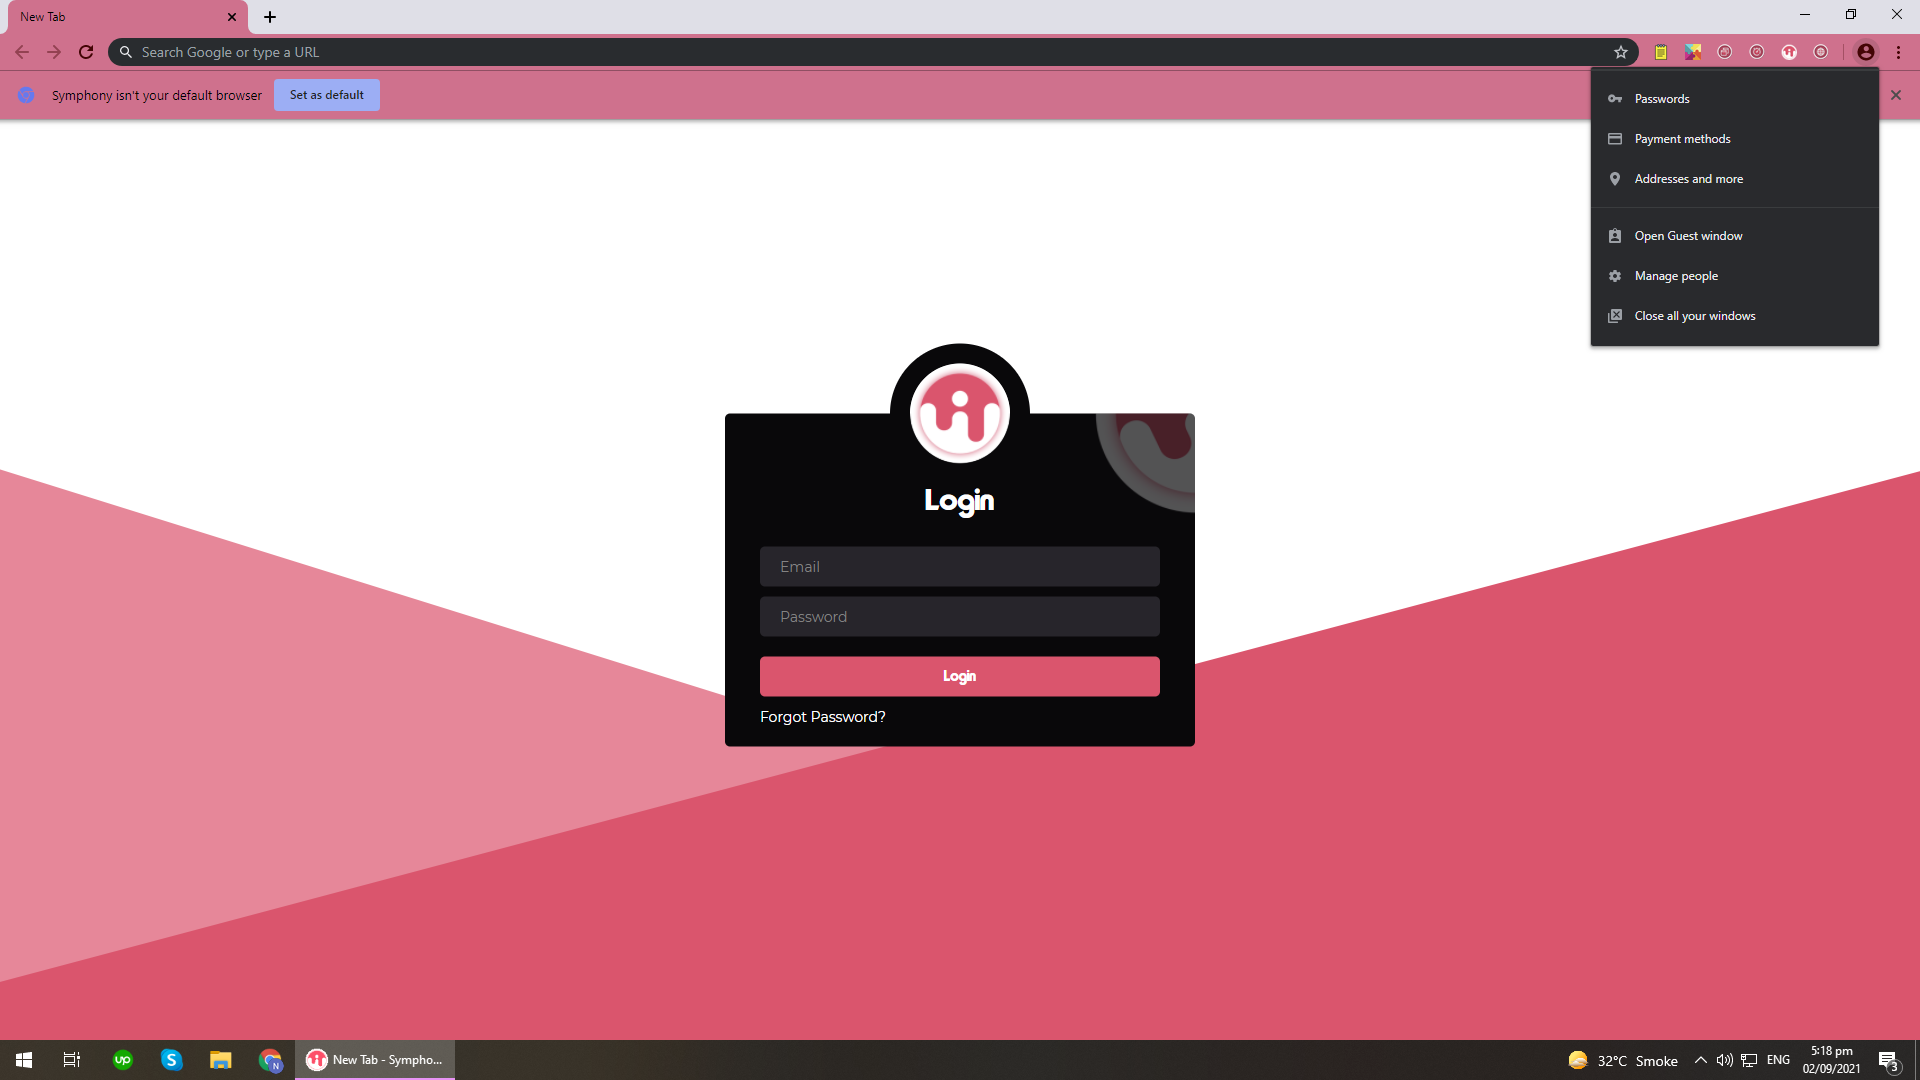 New Tab
Search Google or type a URL
Symphony isn't your default browser
Set as default
Passwords
Payment methods
Addresses and more
Open Guest window
Manage people
Close all your windows
Login
Email
Password
Login
Forgot Password?
up
S
N
New Tab - Sympho...
32°C Smoke
ENG
5:18 pm
02/09/2021
3